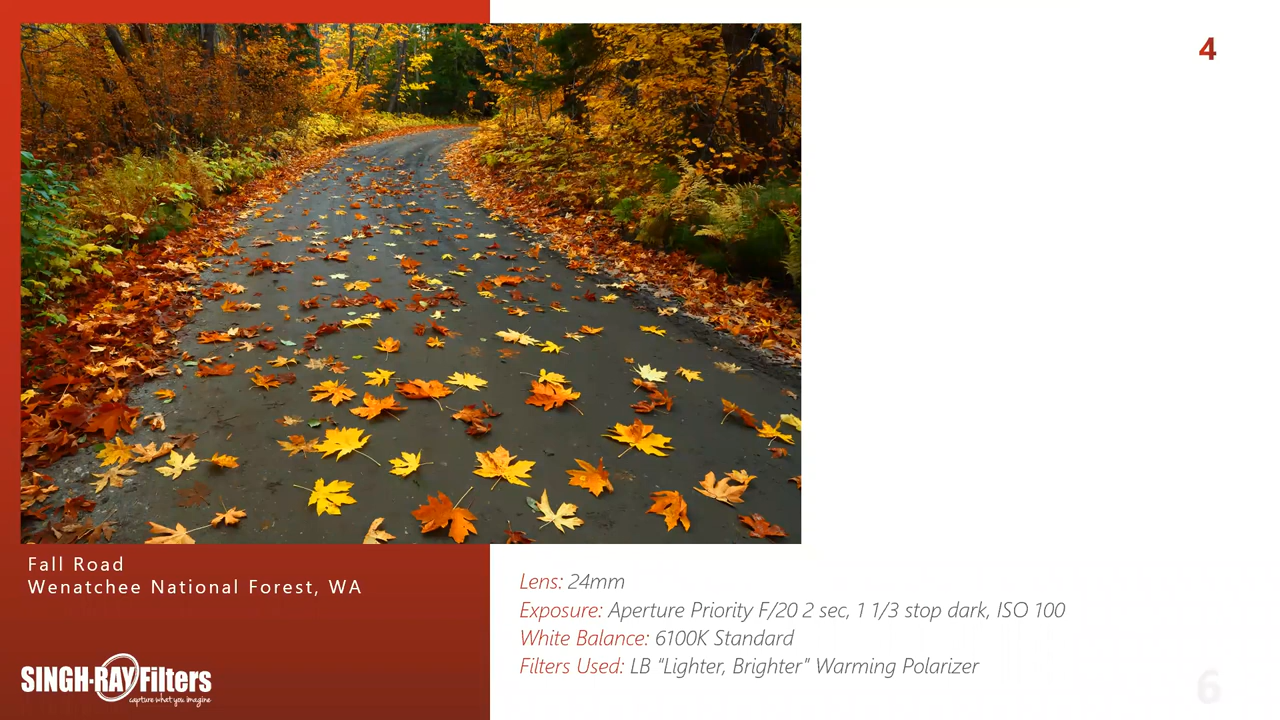 4
Fall Road
Wenatchee National Forest, WA
Lens: 24mm
Exposure: Aperture Priority F/20 2 sec, 1 1/3 stop dark, ISO 100
White Balance: 6100K Standard
Filters Used: LB "Lighter, Brighter" Warming Polarizer
SINGH-RAY Filters
capture what you imagine
6